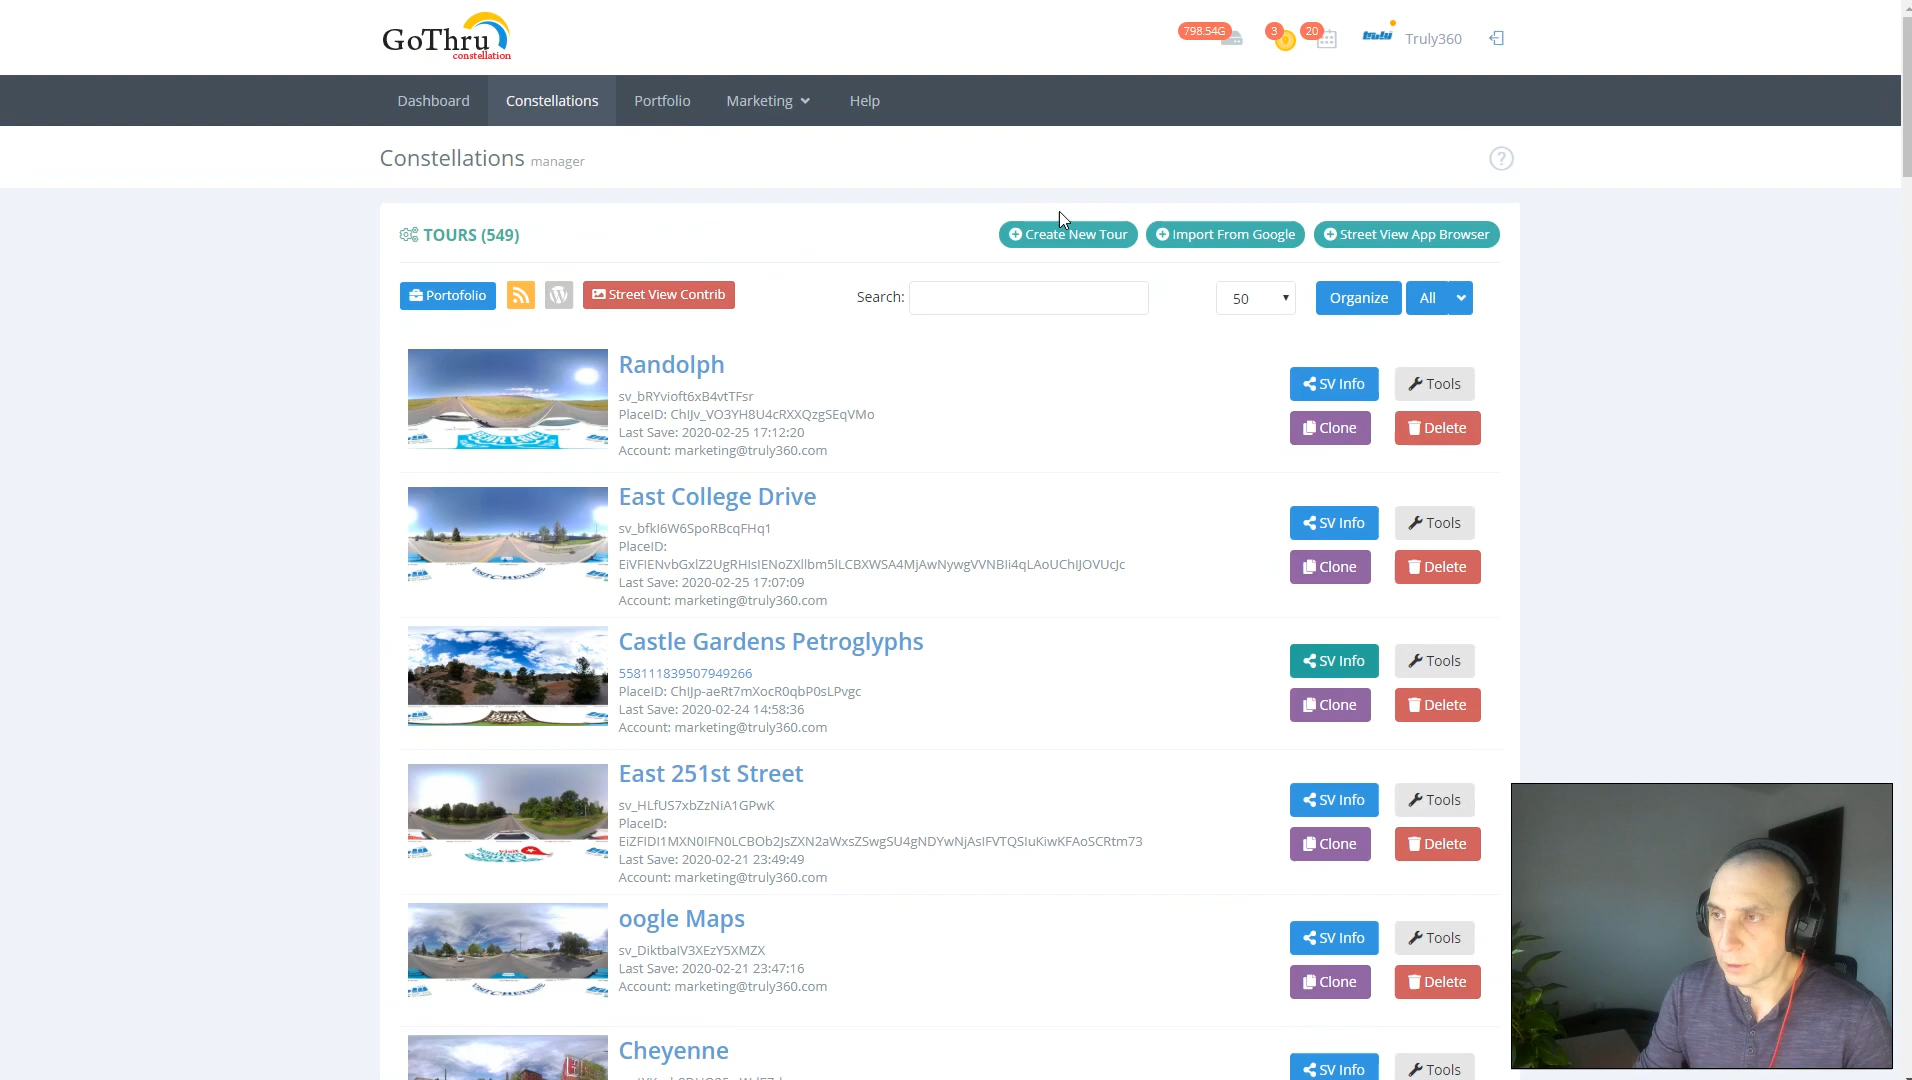 GoThru
constellation
798.54G
3
20
truly
Truly360
Dashboard
Constellations
Portfolio
Marketing
Help
Constellations manager
?
TOURS (549)
Create New Tour
Import From Google
Street View App Browser
Portofolio
Street View Contrib
Search:
50
Organize
All
Randolph
sv_bRYvioft6xB4vtTFsr
PlaceID: ChIJv_VO3YH8U4cRXXQzgSEqVMo
Last Save: 2020-02-25 17:12:20
Account: marketing@truly360.com
SV Info
Tools
Clone
Delete
East College Drive
sv_bfkI6W6SpoRBcqFHq1
PlaceID:
EiVFIENvbGxlZ2UgRHIsIENoZXllbm5lLCBXWSA4MjAwNywgVVNBIi4qLAoUChIJOVUcJc
Last Save: 2020-02-25 17:07:09
Account: marketing@truly360.com
SV Info
Tools
Clone
Delete
Castle Gardens Petroglyphs
558111839507949266
PlaceID: ChIJp-aeRt7mXocR0qbP0sLPvgc
Last Save: 2020-02-24 14:58:36
Account: marketing@truly360.com
SV Info
Tools
Clone
Delete
East 251st Street
sv_HLfUS7xbZzNiA1GPwK
PlaceID:
EiZFIDI1MXN0IFN0LCBOb2JsZXN2aWxsZSwgSU4gNDYwNjAsIFVTQSIuKiwKFAoSCRtm73
Last Save: 2020-02-21 23:49:49
Account: marketing@truly360.com
SV Info
Tools
Clone
Delete
oogle Maps
sv_DiktbaIV3XEzY5XMZX
Last Save: 2020-02-21 23:47:16
Account: marketing@truly360.com
SV Info
Tools
Clone
Delete
Cheyenne
SV Info
Tools